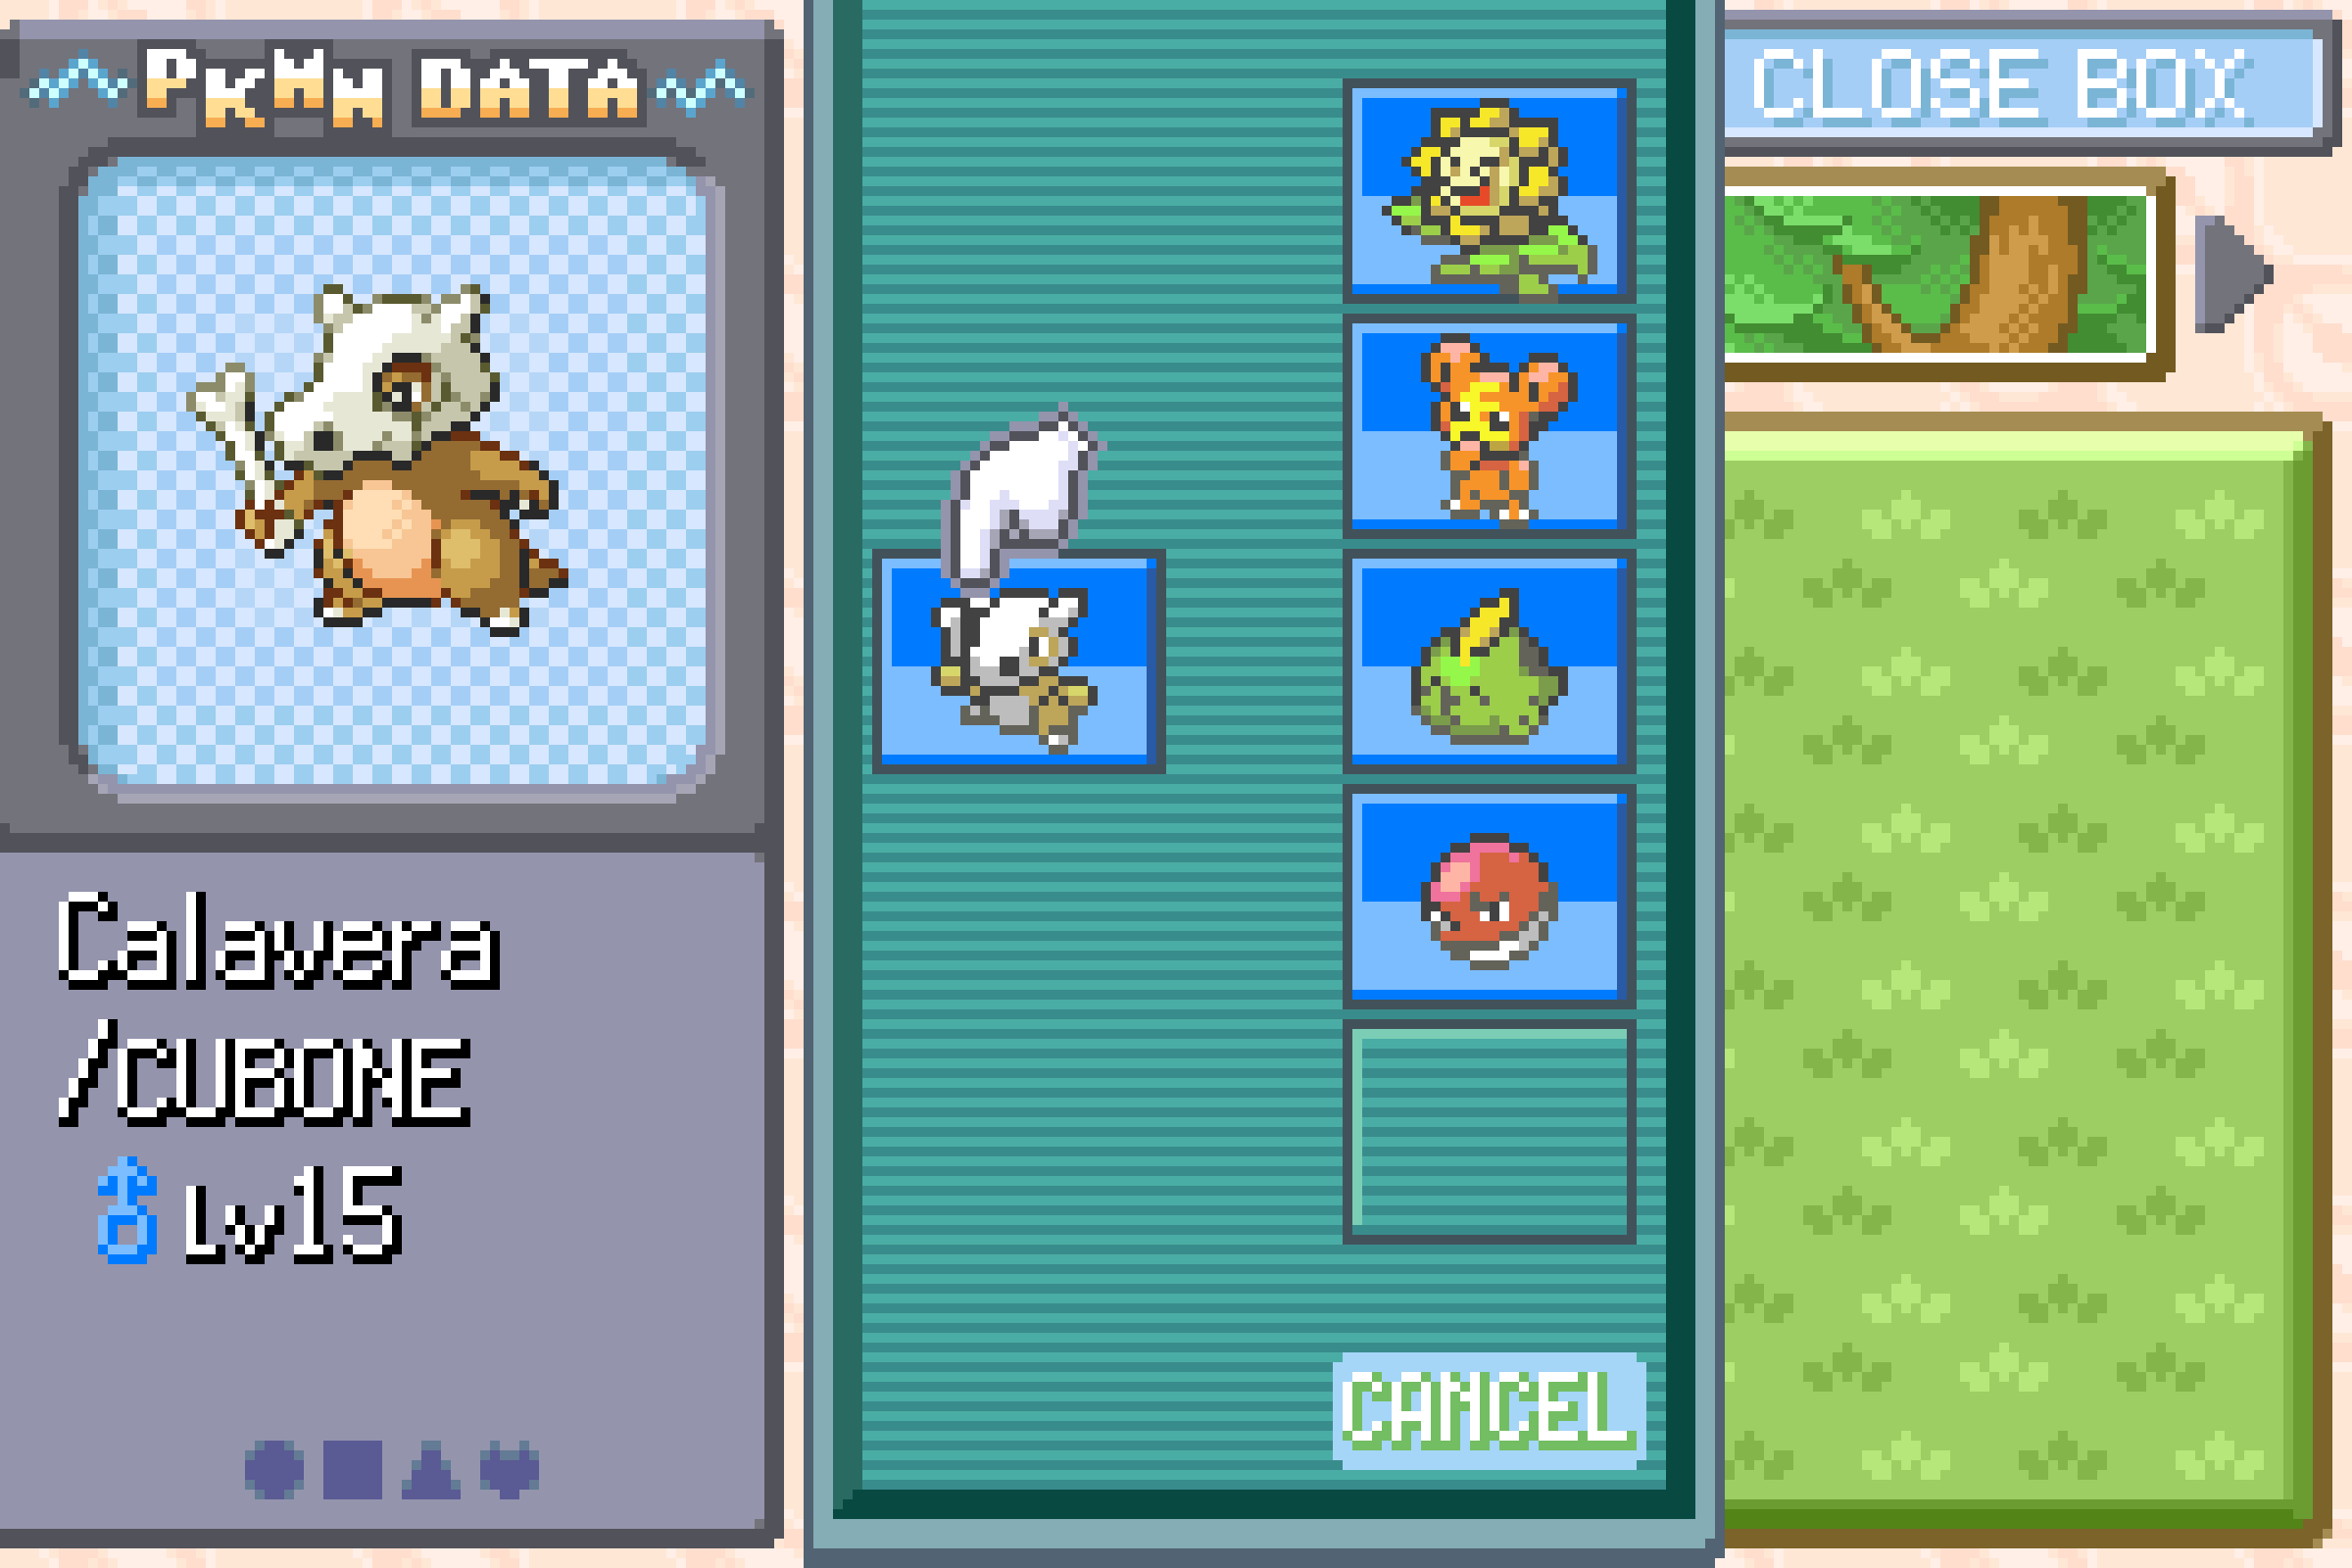 PKMN DATA
CLOSE BOX
Calavera
/CUBONE
♂ Lv15
CANCEL